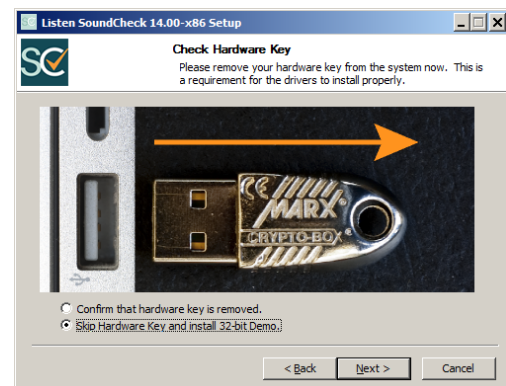 Listen SoundCheck 14.00-x86 Setup
SC
Check Hardware Key
Please remove your hardware key from the system now. This is
a requirement for the drivers to install properly.
CE
MARX®
CRYPTO-BOX®
Confirm that hardware key is removed.
Skip Hardware Key and install 32-bit Demo.
< Back
Next >
Cancel